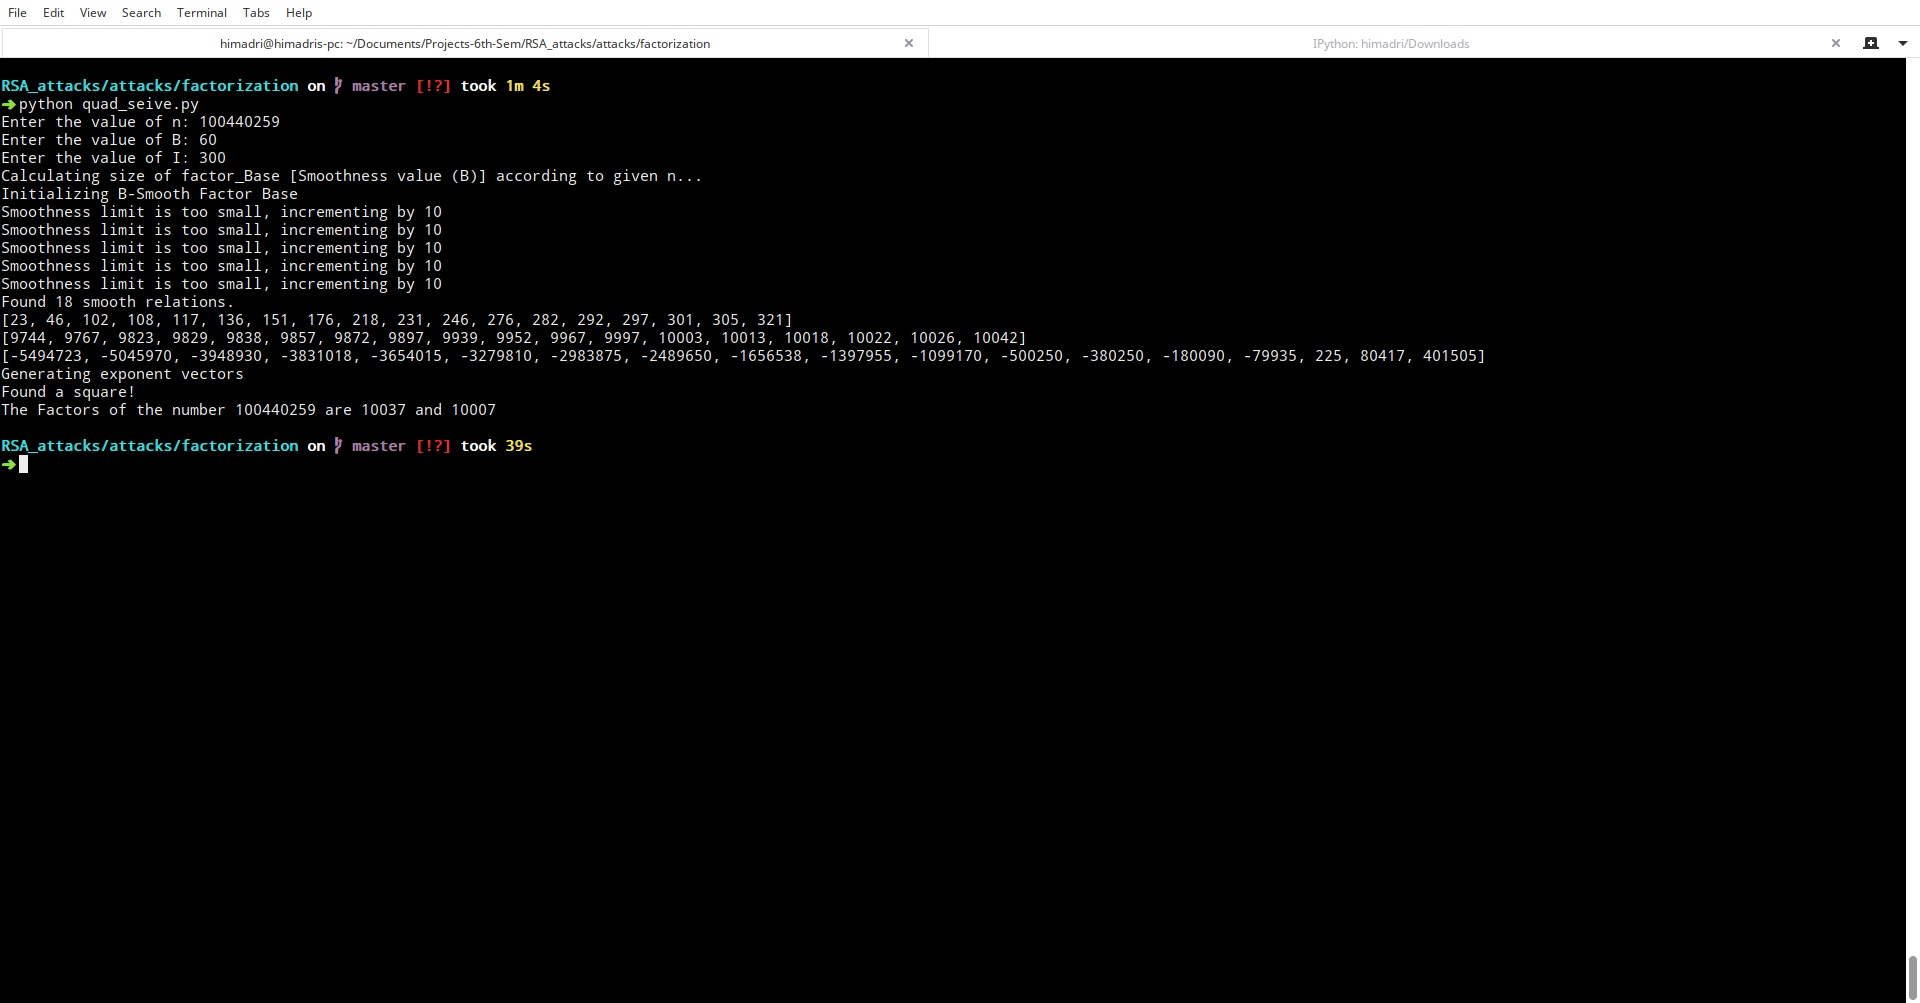 File Edit View Search Terminal Tabs Help
himadri@himadris-pc: ~/Documents/Projects-6th-Sem/RSA_attacks/attacks/factorization
IPython: himadri/Downloads
RSA_attacks/attacks/factorization on master [!?] took 1m 4s
➜python quad_seive.py
Enter the value of n: 100440259
Enter the value of B: 60
Enter the value of I: 300
Calculating size of factor_Base [Smoothness value (B)] according to given n...
Initializing B-Smooth Factor Base
Smoothness limit is too small, incrementing by 10
Smoothness limit is too small, incrementing by 10
Smoothness limit is too small, incrementing by 10
Smoothness limit is too small, incrementing by 10
Smoothness limit is too small, incrementing by 10
Found 18 smooth relations.
[23, 46, 102, 108, 117, 136, 151, 176, 218, 231, 246, 276, 282, 292, 297, 301, 305, 321]
[9744, 9767, 9823, 9829, 9838, 9857, 9872, 9897, 9939, 9952, 9967, 9997, 10003, 10013, 10018, 10022, 10026, 10042]
[-5494723, -5045970, -3948930, -3831018, -3654015, -3279810, -2983875, -2489650, -1656538, -1397955, -1099170, -500250, -380250, -180090, -79935, 225, 80417, 401505]
Generating exponent vectors
Found a square!
The Factors of the number 100440259 are 10037 and 10007
RSA_attacks/attacks/factorization on master [!?] took 39s
➜